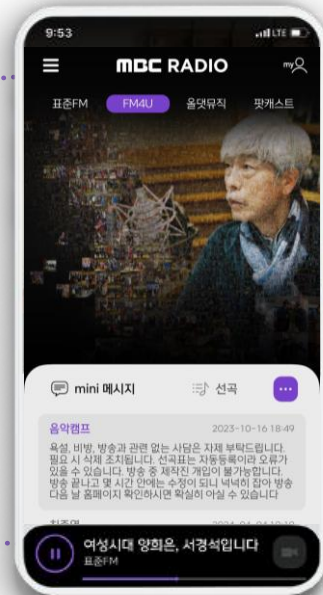 9:53
LTE
MBC RADIO
my
표준FM
FM4U
올댓뮤직
팟캐스트
mini 메시지
선곡
음악캠프
2023-10-16 18:49
욕설, 비방, 방송과 관련 없는 사담은 자제 부탁드립니다.
필요 시 삭제 조치됩니다. 선곡표는 자동등록이라 오류가
있을 수 있습니다. 방송 중 제작진 개입이 불가능합니다.
방송 끝나고 몇 시간 안에는 수정이 되니 넉넉히 잡아 방송
다음 날 홈페이지 확인하시면 확실히 아실 수 있습니다
여성시대 양희은, 서경석입니다
표준FM